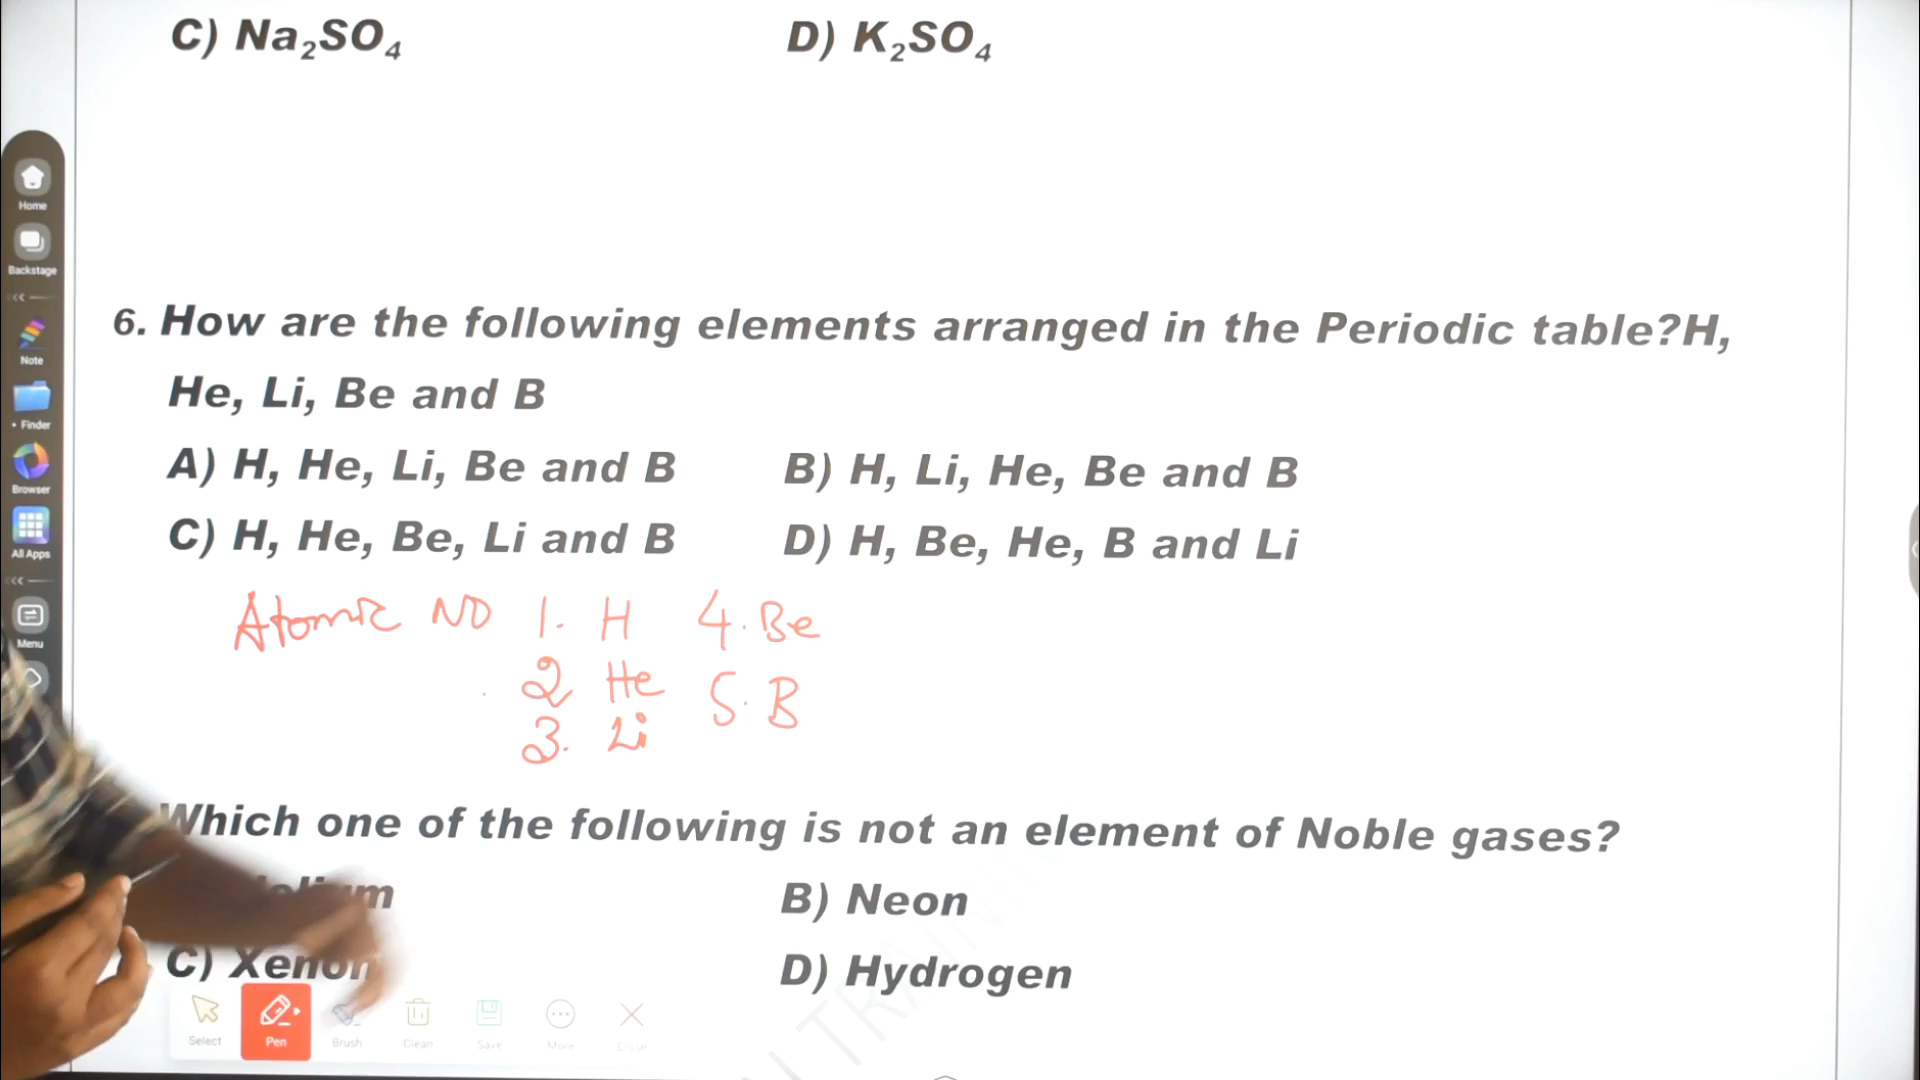 C) Na₂SO₄ D) K₂SO₄
Home
Backstage
Note
Finder
Browser
All Apps
Menu
6. How are the following elements arranged in the Periodic table?H,
He, Li, Be and B
A) H, He, Li, Be and B B) H, Li, He, Be and B
C) H, He, Be, Li and B D) H, Be, He, B and Li
Atomic NO 1. H 4. Be
2 He 5. B
3. Li
Which one of the following is not an element of Noble gases?
B) Neon
C) Xenon D) Hydrogen
Select Pen Brush Clean Save More Close
TRAIN